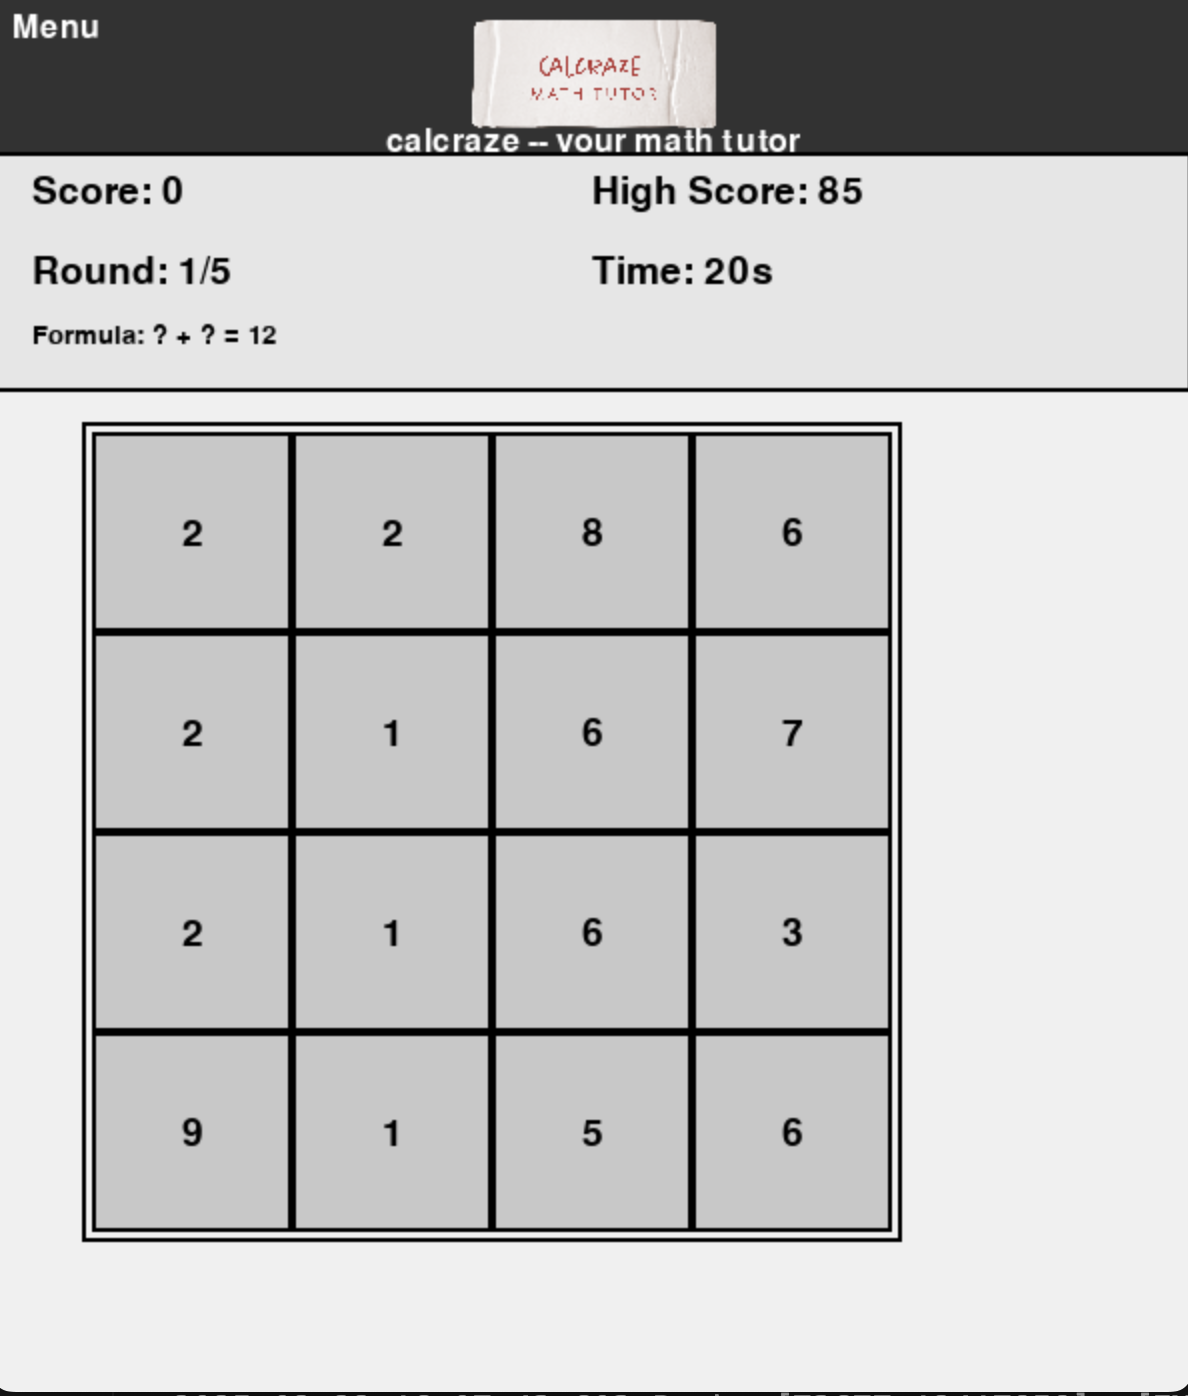 Menu
CALCRAZE
MATH TUTOR
calcraze -- your math tutor
Score: 0 High Score: 85
Round: 1/5 Time: 20s
Formula: ? + ? = 12
2 2 8 6
2 1 6 7
2 1 6 3
9 1 5 6